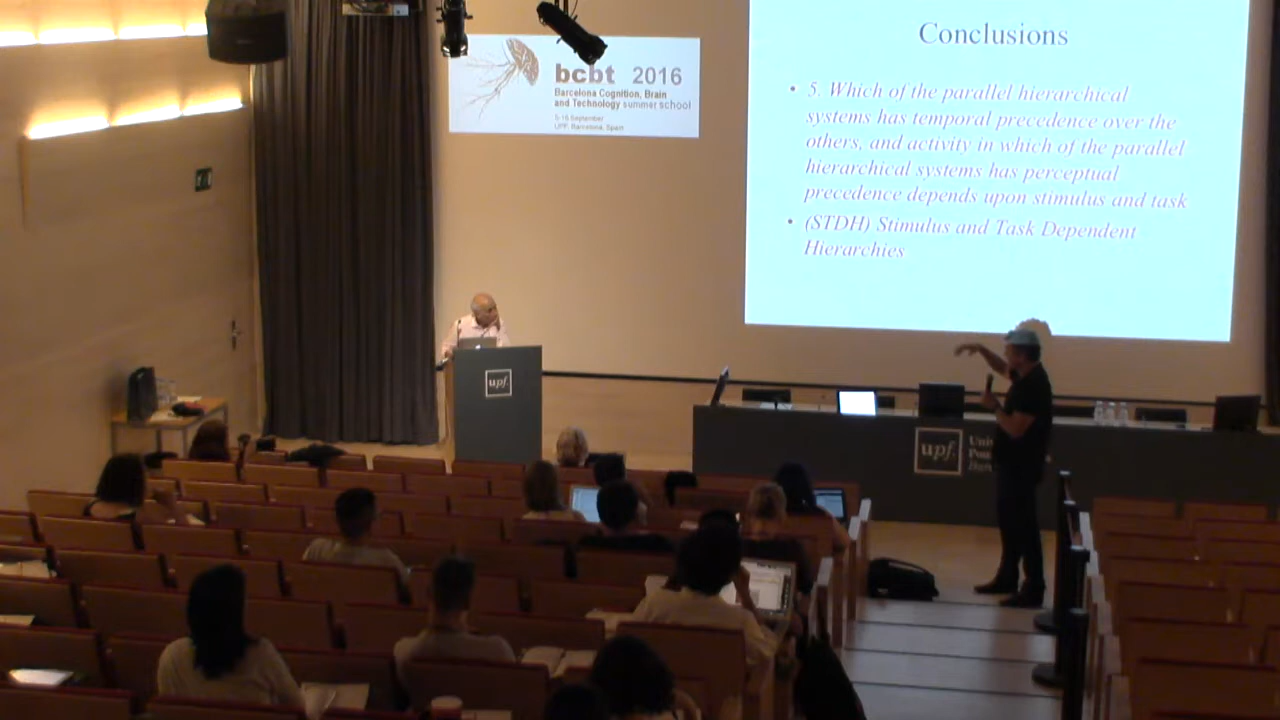 bcbt 2016
Barcelona Cognition, Brain
and Technology summer school
5-16 September
UPF, Barcelona, Spain
Conclusions
• 5. Which of the parallel hierarchical
systems has temporal precedence over the
others, and activity in which of the parallel
hierarchical systems has perceptual
precedence depends upon stimulus and task
• (STDH) Stimulus and Task Dependent
Hierarchies
upf.
upf.